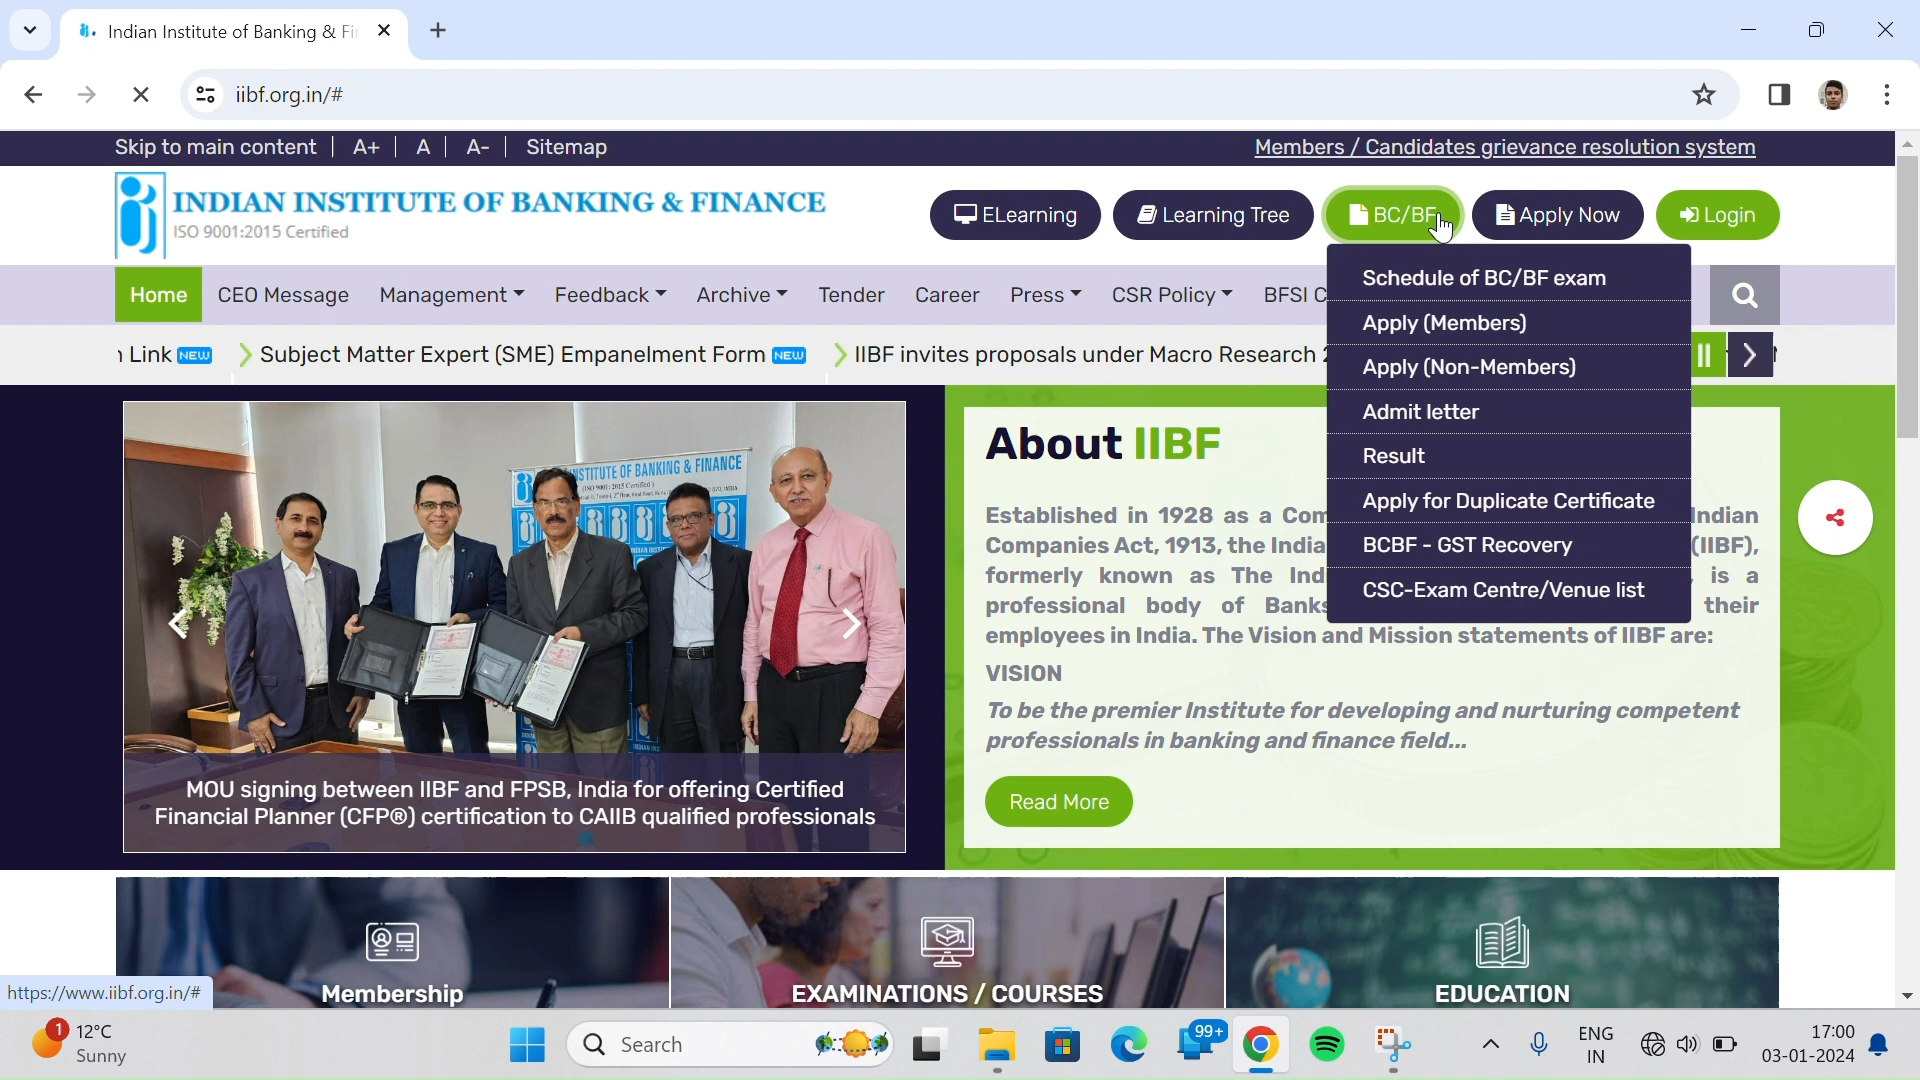 Indian Institute of Banking & Fi
iibf.org.in/#
Skip to main content A+ A A- Sitemap Members / Candidates grievance resolution system
INDIAN INSTITUTE OF BANKING & FINANCE
ISO 9001:2015 Certified
ELearning Learning Tree BC/BF Apply Now Login
Home CEO Message Management Feedback Archive Tender Career Press CSR Policy BFSI C
Schedule of BC/BF exam
Apply (Members)
Apply (Non-Members)
Admit letter
Result
Apply for Duplicate Certificate
BCBF - GST Recovery
CSC-Exam Centre/Venue list
Link NEW Subject Matter Expert (SME) Empanelment Form NEW IIBF invites proposals under Macro Research
INSTITUTE OF BANKING & FINANCE
(ISO 9001: 2015 Certified)
MOU signing between IIBF and FPSB, India for offering Certified
Financial Planner (CFP®) certification to CAIIB qualified professionals
About IIBF
Established in 1928 as a Com Indian
Companies Act, 1913, the India (IIBF),
formerly known as The Ind , is a
professional body of Banks their
employees in India. The Vision and Mission statements of IIBF are:
VISION
To be the premier Institute for developing and nurturing competent
professionals in banking and finance field...
Read More
Membership EXAMINATIONS / COURSES EDUCATION
https://www.iibf.org.in/#
1 12°C
Sunny
Search
99+
ENG
IN
17:00
03-01-2024